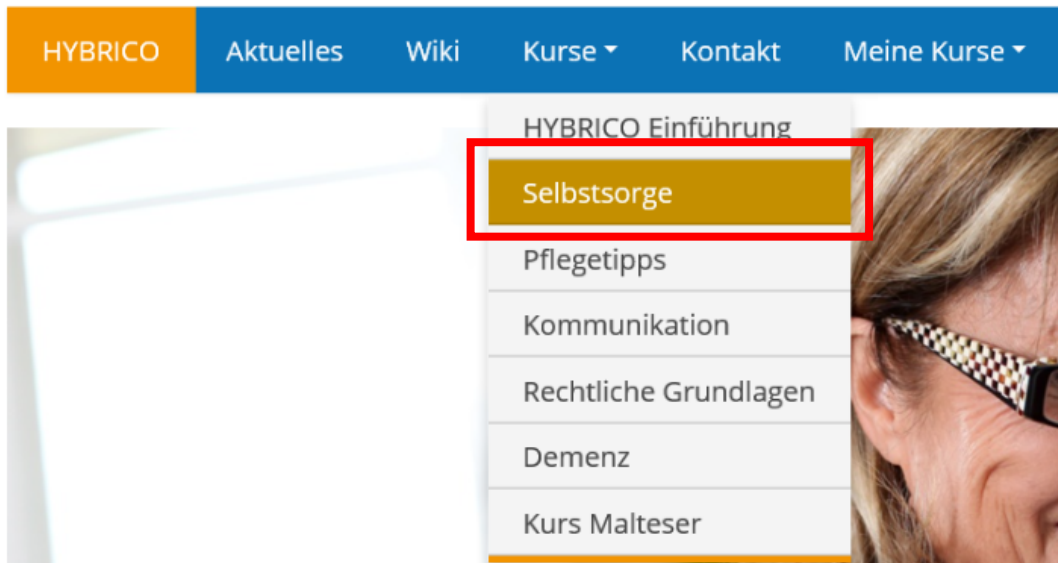 HYBRICO Aktuelles Wiki Kurse Kontakt Meine Kurse
HYBRICO Einführung
Selbstsorge
Pflegetipps
Kommunikation
Rechtliche Grundlagen
Demenz
Kurs Malteser